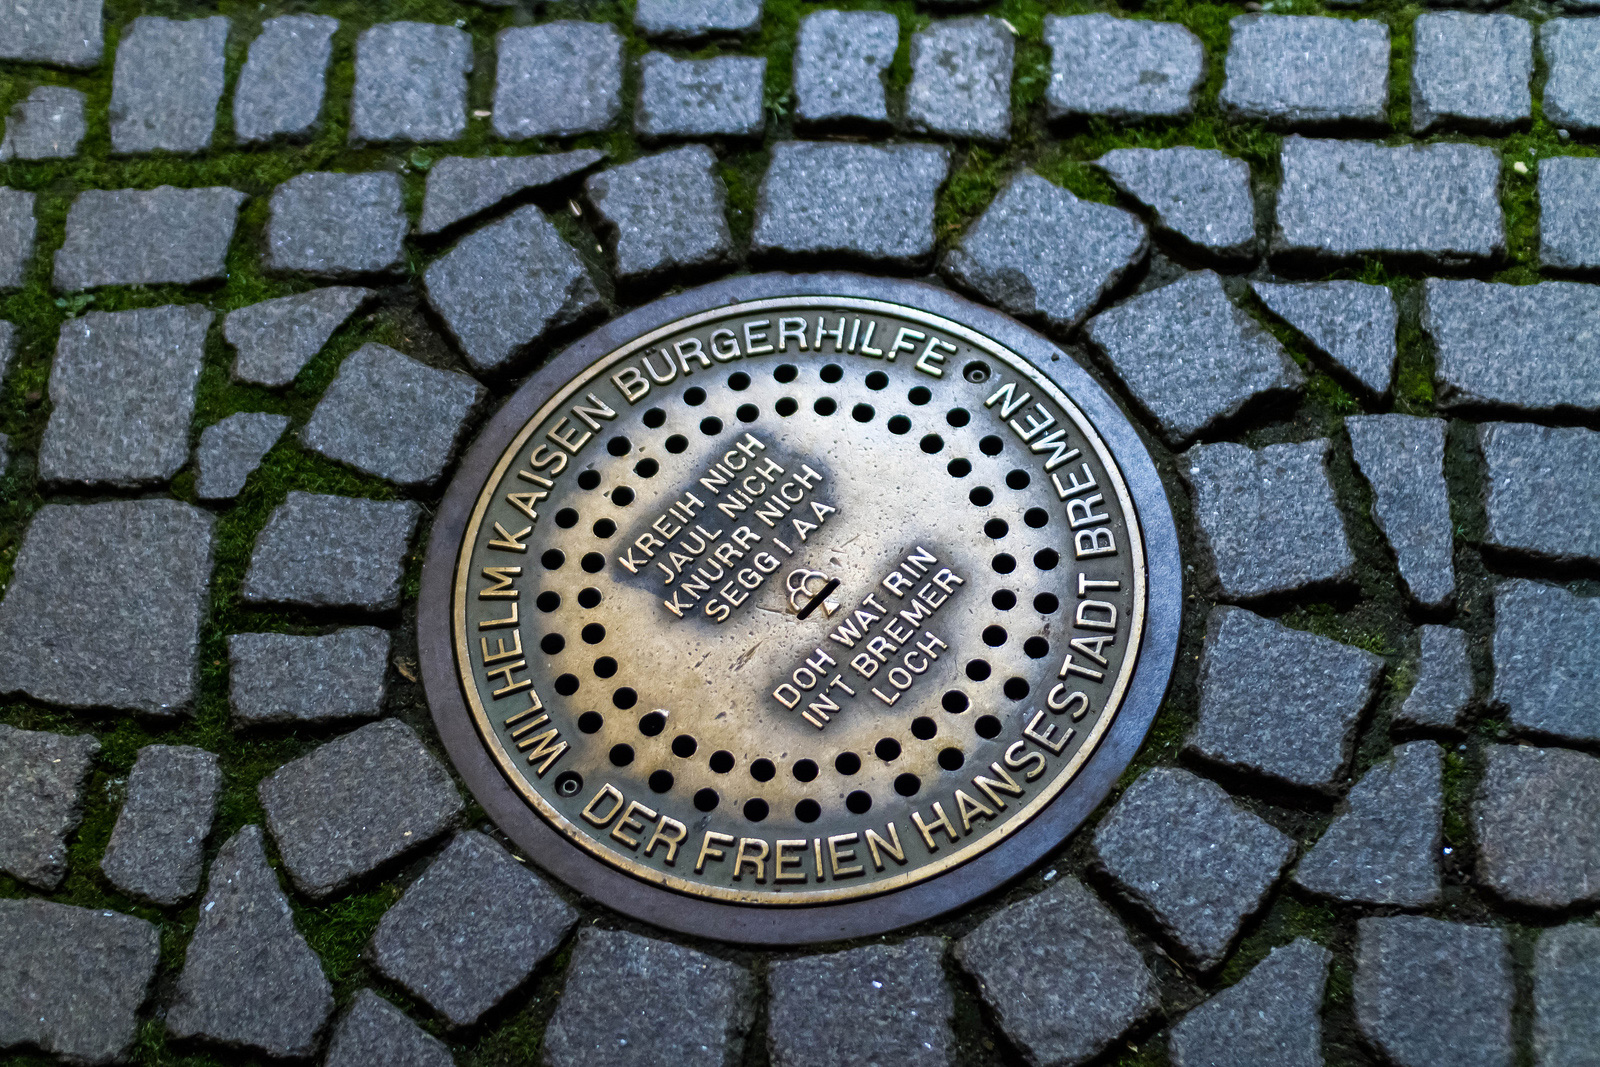 WILHELM KAISEN BÜRGERHILFE
DER FREIEN HANSESTADT BREMEN
KREIH NICH
JAUL NICH
KNURR NICH
SEGG I AA
DOH WAT RIN
IN'T BREMER
LOCH